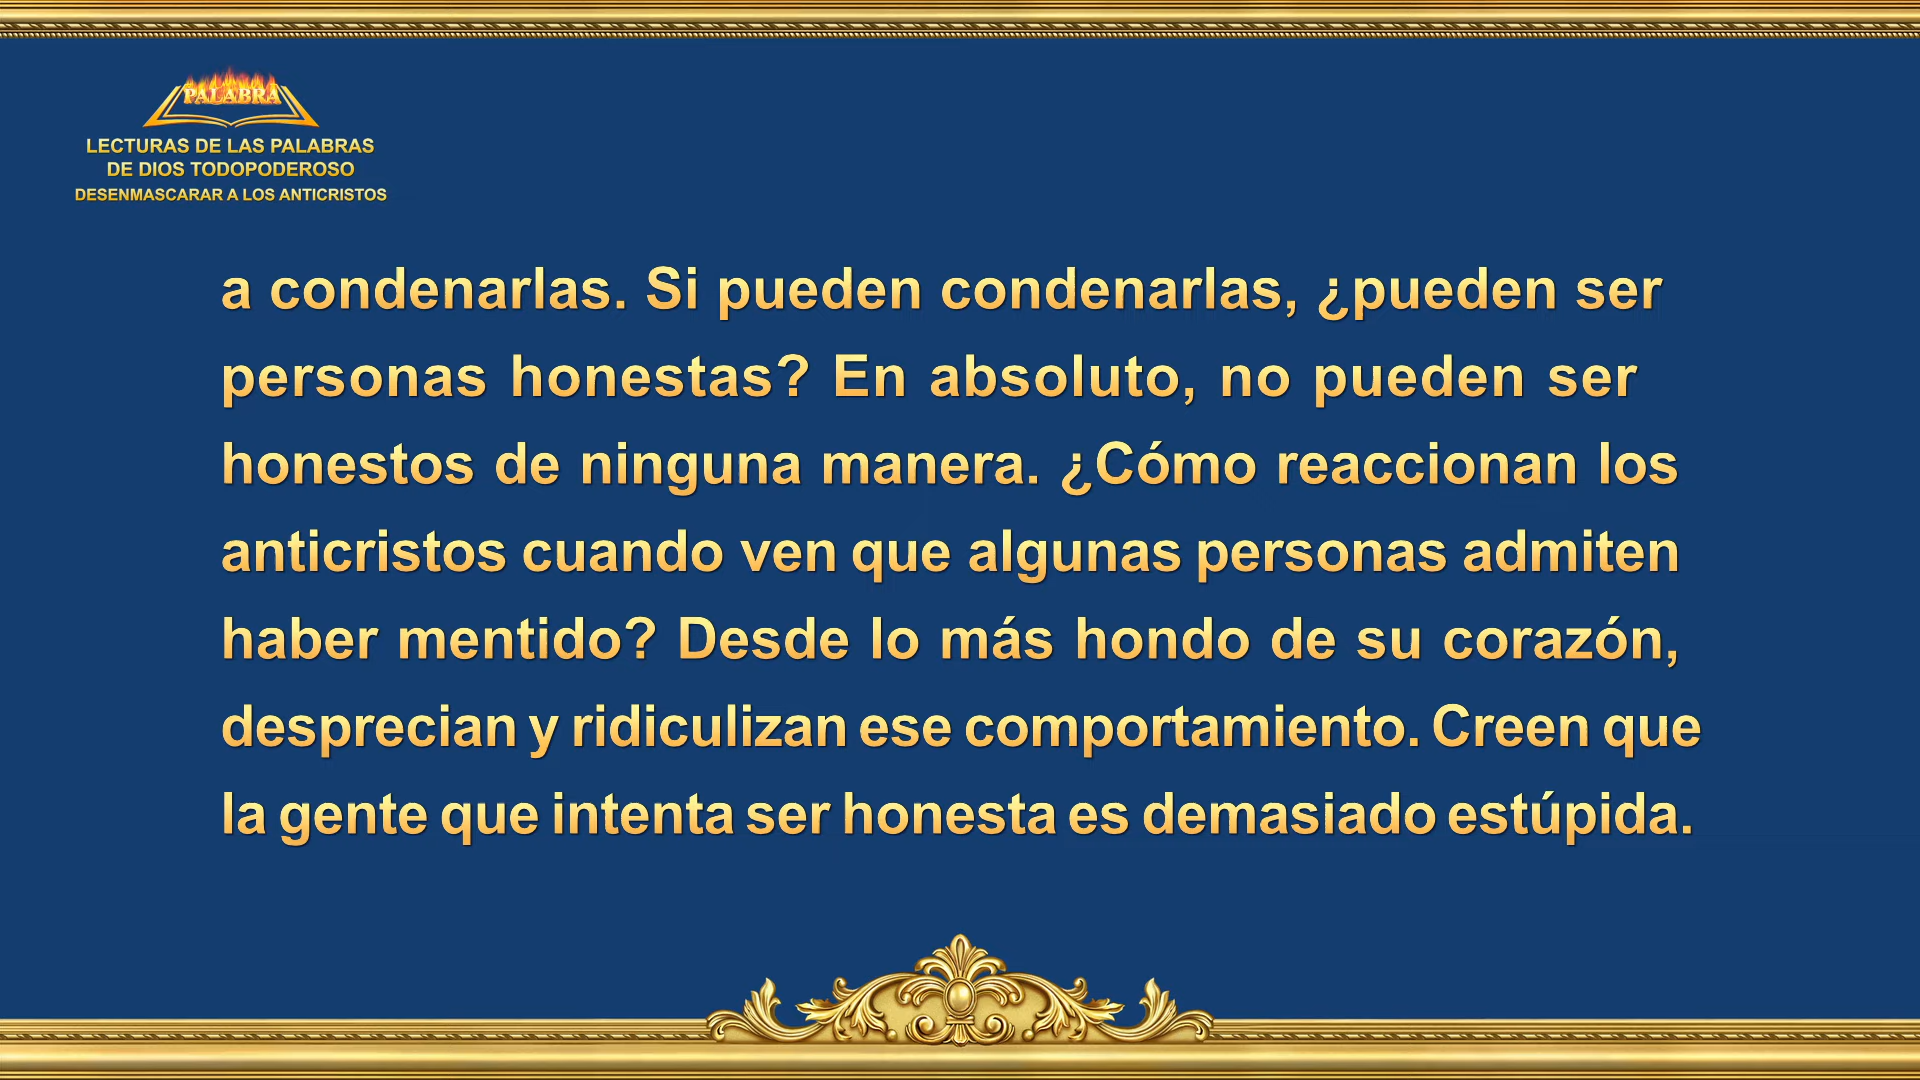 PALABRA
LECTURAS DE LAS PALABRAS
DE DIOS TODOPODEROSO
DESENMASCARAR A LOS ANTICRISTOS
a condenarlas. Si pueden condenarlas, ¿pueden ser
personas honestas? En absoluto, no pueden ser
honestos de ninguna manera. ¿Cómo reaccionan los
anticristos cuando ven que algunas personas admiten
haber mentido? Desde lo más hondo de su corazón,
desprecian y ridiculizan ese comportamiento. Creen que
la gente que intenta ser honesta es demasiado estúpida.